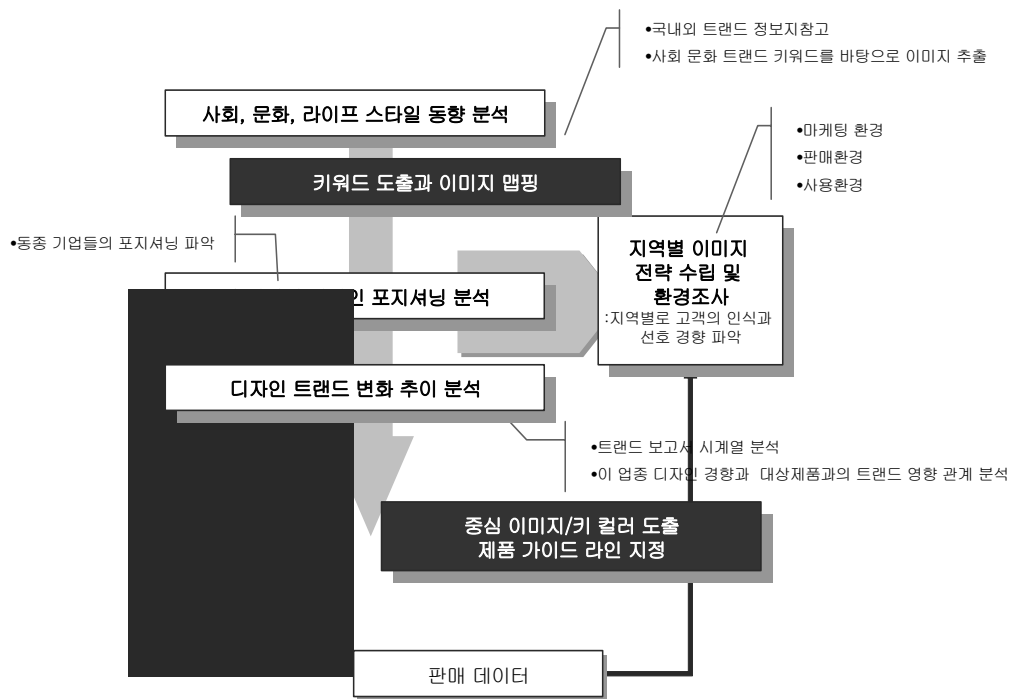 •국내외 트랜드 정보지참고
•사회 문화 트랜드 키워드를 바탕으로 이미지 추출
사회, 문화, 라이프 스타일 동향 분석
•마케팅 환경
•판매환경
•사용환경
키워드 도출과 이미지 맵핑
•동종 기업들의 포지셔닝 파악
지역별 이미지
전략 수립 및
환경조사
:지역별로 고객의 인식과
선호 경향 파악
포지셔닝 분석
디자인 트랜드 변화 추이 분석
•트랜드 보고서 시계열 분석
•이 업종 디자인 경향과 대상제품과의 트랜드 영향 관계 분석
중심 이미지/키 컬러 도출
제품 가이드 라인 지정
판매 데이터